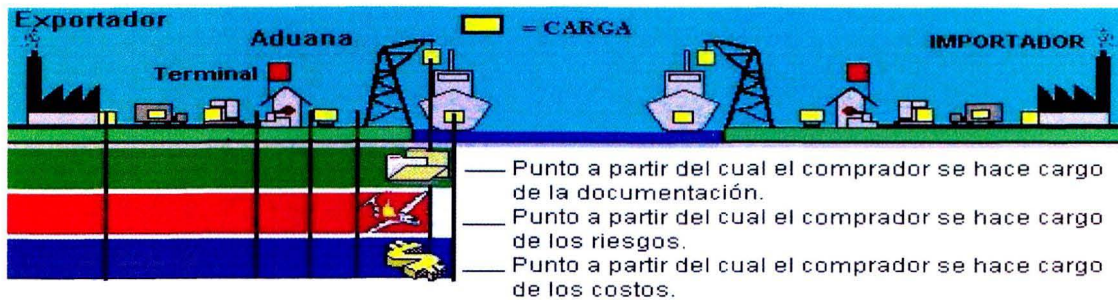 Exportador
Aduana
= CARGA
IMPORTADOR
Terminal
Punto a partir del cual el comprador se hace cargo
de la documentación.
Punto a partir del cual el comprador se hace cargo
de los riesgos.
Punto a partir del cual el comprador se hace cargo
de los costos.